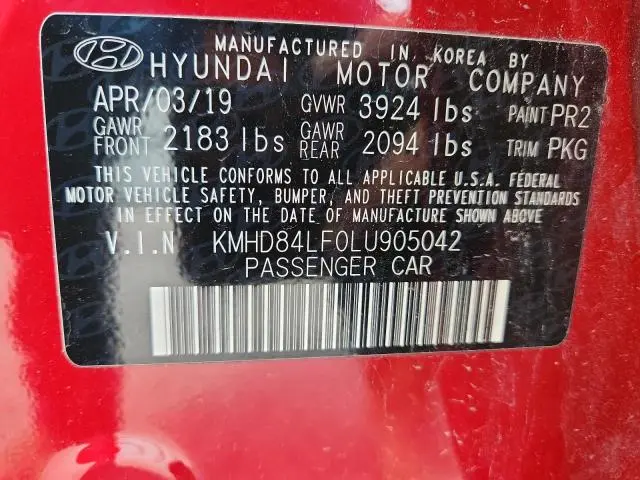 MANUFACTURED IN KOREA BY
HYUNDAI MOTOR COMPANY
APR/03/19 GVWR 3924 lbs PAINT PR2
GAWR FRONT 2183 lbs GAWR REAR 2094 lbs TRIM PKG
THIS VEHICLE CONFORMS TO ALL APPLICABLE U.S.A. FEDERAL
MOTOR VEHICLE SAFETY, BUMPER, AND THEFT PREVENTION STANDARDS
IN EFFECT ON THE DATE OF MANUFACTURE SHOWN ABOVE.
V.I.N KMHD84LF0LU905042
PASSENGER CAR